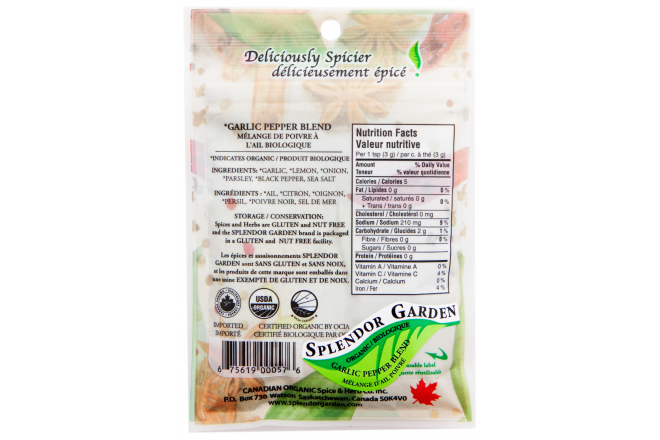 Deliciously Spicier
délicieusement épicé
*GARLIC PEPPER BLEND
MÉLANGE DE POIVRE À
L'AIL BIOLOGIQUE
*INDICATES ORGANIC / PRODUIT BIOLOGIQUE
INGREDIENTS: *GARLIC, *LEMON, *ONION,
*PARSLEY, *BLACK PEPPER, SEA SALT
INGRÉDIENTS: *AIL, *CITRON, *OIGNON,
*PERSIL, *POIVRE NOIR, SEL DE MER
STORAGE / CONSERVATION:
Spices and Herbs are GLUTEN and NUT FREE
and the SPLENDOR GARDEN brand is packaged
in a GLUTEN and NUT FREE facility.
Les épices et assaisonnements SPLENDOR
GARDEN sont SANS GLUTEN et SANS NOIX,
et les produits de cette marque sont emballés dans
une usine EXEMPTE DE GLUTEN ET DE NOIX.
USDA
ORGANIC
IMPORTED
IMPORTÉ
CERTIFIED ORGANIC BY OCIA
CERTIFIÉ BIOLOGIQUE PAR
6 75619 00057 6
Nutrition Facts
Valeur nutritive
Per 1 tsp (3 g) / par c. à thé (3 g)
Amount % Daily Value
Teneur % valeur quotidienne
Calories / Calories 5
Fat / Lipides 0 g 0 %
Saturated / saturés 0 g
+ Trans / trans 0 g 0 %
Cholesterol / Cholestérol 0 mg
Sodium / Sodium 210 mg 9 %
Carbohydrate / Glucides 2 g 1 %
Fibre / Fibres 0 g 0 %
Sugars / Sucres 0 g
Protein / Protéines 0 g
Vitamin A / Vitamine A 0 %
Vitamin C / Vitamine C 4 %
Calcium / Calcium 0 %
Iron / Fer 4 %
SPLENDOR GARDEN
ORGANIC / BIOLOGIQUE
GARLIC PEPPER BLEND
MÉLANGE D'AIL POIVRE
label
réutilisable
CANADIAN ORGANIC Spice & Herb Co. Inc.
P.O. Box 730 Watson Saskatchewan, Canada S0K4V0
www.splendorgarden.com